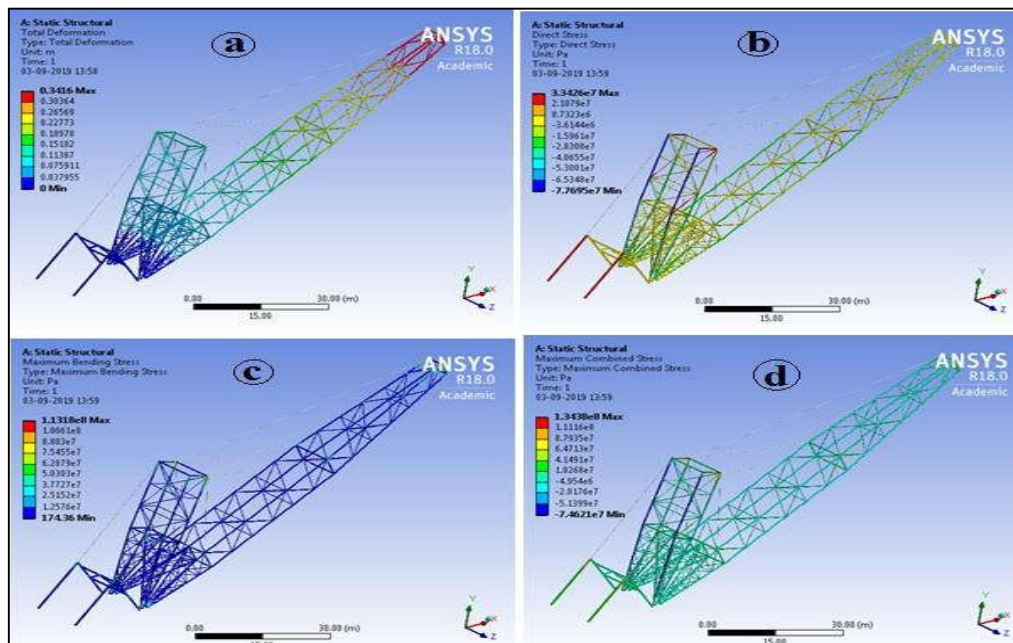 A: Static Structural
Total Deformation
Type: Total Deformation
Unit: m
Time: 1
03-09-2019 13:58
a
ANSYS
R18.0
Academic
0.3416 Max
0.30364
0.26569
0.22773
0.18978
0.15182
0.11387
0.075911
0.037955
0 Min
0.00
15.00
30.00 (m)
Y
X
Z
A: Static Structural
Direct Stress
Type: Direct Stress
Unit: Pa
Time: 1
03-09-2019 13:59
b
ANSYS
R18.0
Academic
3.3426e7 Max
2.1079e7
8.7323e6
-3.6144e6
-1.5961e7
-2.8308e7
-4.0655e7
-5.3001e7
-6.5348e7
-7.7695e7 Min
0.00
15.00
30.00 (m)
Y
X
Z
A: Static Structural
Maximum Bending Stress
Type: Maximum Bending Stress
Unit: Pa
Time: 1
03-09-2019 13:59
c
ANSYS
R18.0
Academic
1.1318e8 Max
1.0061e8
8.803e7
7.5455e7
6.2879e7
5.0303e7
3.7727e7
2.5152e7
1.2576e7
174.36 Min
0.00
15.00
30.00 (m)
Y
X
Z
A: Static Structural
Maximum Combined Stress
Type: Maximum Combined Stress
Unit: Pa
Time: 1
03-09-2019 13:59
d
ANSYS
R18.0
Academic
1.3438e8 Max
1.1116e8
8.7935e7
6.4713e7
4.1491e7
1.8268e7
-4.954e6
-2.8176e7
-5.1399e7
-7.4621e7 Min
0.00
15.00
30.00 (m)
Y
X
Z